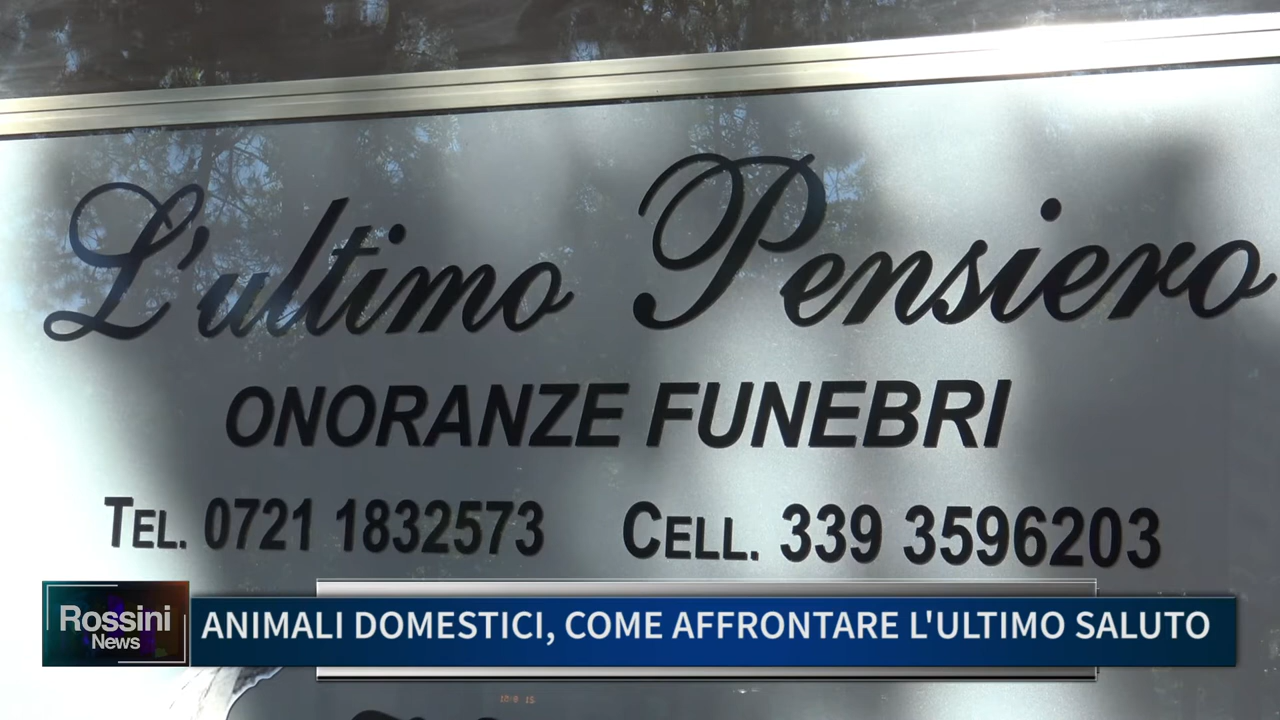 L'ultimo Pensiero
ONORANZE FUNEBRI
TEL. 0721 1832573 CELL. 339 3596203
Rossini
News
ANIMALI DOMESTICI, COME AFFRONTARE L'ULTIMO SALUTO